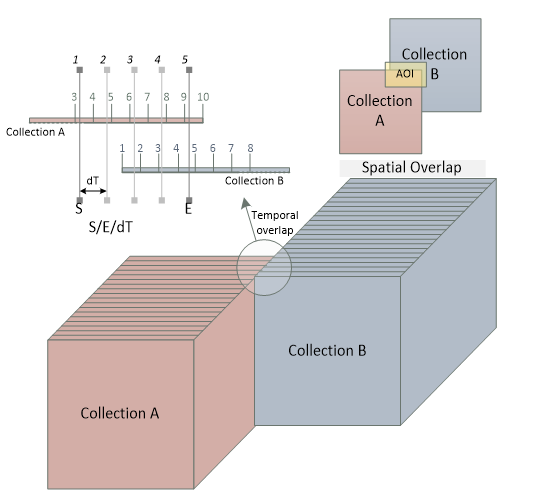 1 2 3 4 5
3 4 5 6 7 8 9 10
Collection A
1 2 3 4 5 6 7 8
Collection B
dT
S E
S/E/dT
Temporal
overlap
Collection
B
AOI
Collection
A
Spatial Overlap
Collection B
Collection A